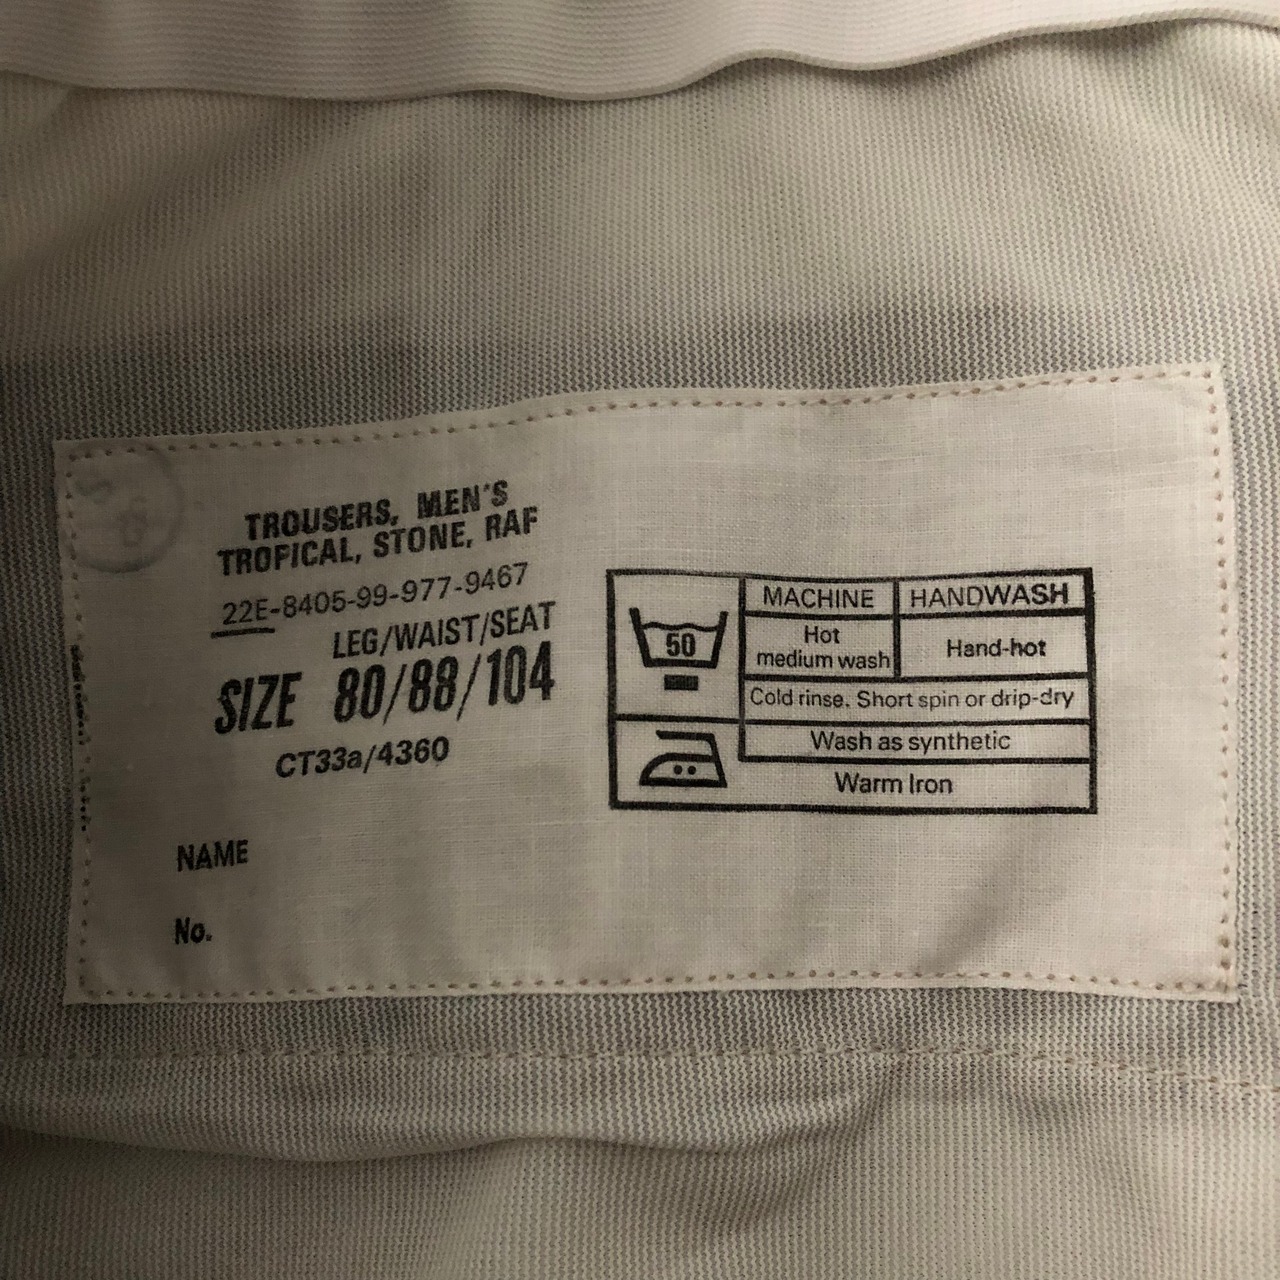 TROUSERS, MEN'S
TROPICAL, STONE, RAF
22E-8405-99-977-9467
LEG/WAIST/SEAT
SIZE 80/88/104
CT33a/4360
NAME
No.
50
MACHINE
HANDWASH
Hot
medium wash
Hand-hot
Cold rinse. Short spin or drip-dry
Wash as synthetic
Warm Iron